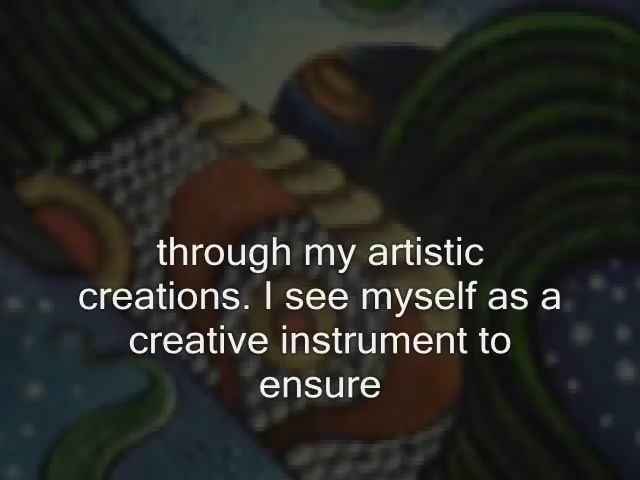 through my artistic
creations. I see myself as a
creative instrument to
ensure